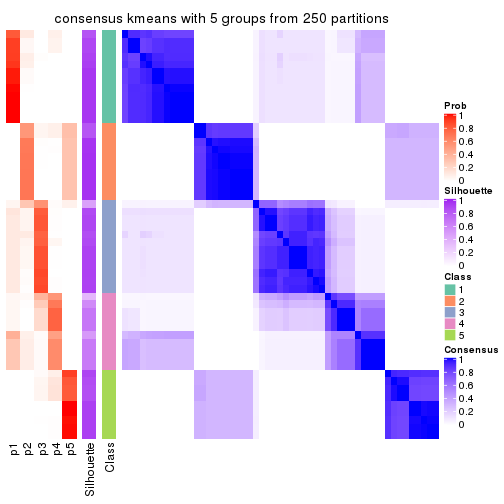 consensus kmeans with 5 groups from 250 partitions
Prob
1
0.8
0.6
0.4
0.2
0
Silhouette
1
0.8
0.6
0.4
0.2
0
Class
1
2
3
4
5
Consensus
1
0.8
0.6
0.4
0.2
0
p1
p2
p3
p4
p5
Silhouette
Class